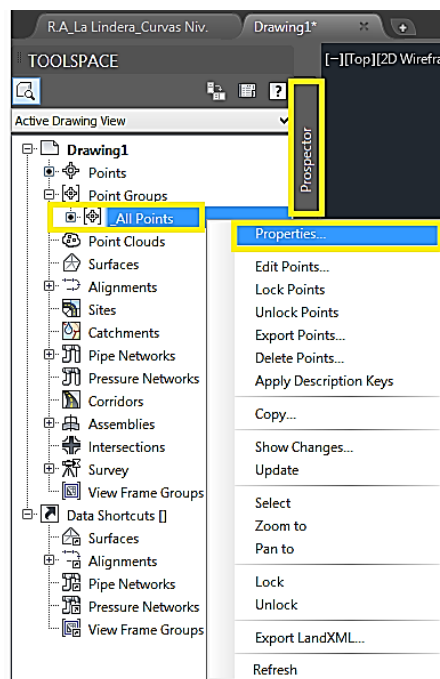 R.A_La Lindera_Curvas Niv.
Drawing1*
TOOLSPACE
[−][Top][2D Wirefra
Active Drawing View
Prospector
Drawing1
Points
Point Groups
_All Points
Point Clouds
Surfaces
Alignments
Sites
Catchments
Pipe Networks
Pressure Networks
Corridors
Assemblies
Intersections
Survey
View Frame Groups
Data Shortcuts []
Surfaces
Alignments
Pipe Networks
Pressure Networks
View Frame Groups
Properties...
Edit Points...
Lock Points
Unlock Points
Export Points...
Delete Points...
Apply Description Keys
Copy...
Show Changes...
Update
Select
Zoom to
Pan to
Lock
Unlock
Export LandXML...
Refresh